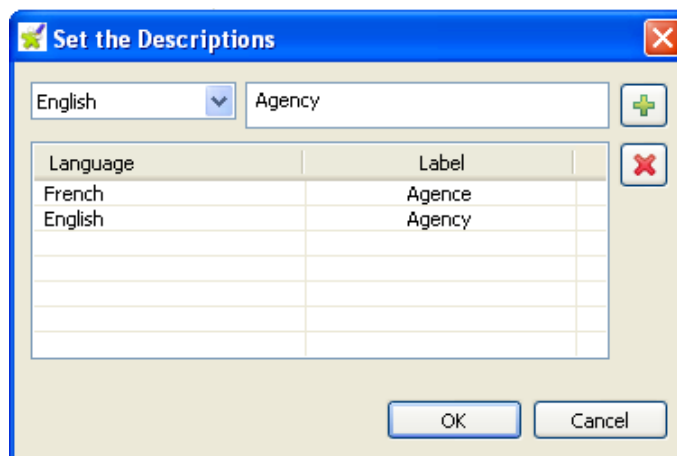 Set the Descriptions
English Agency
Language Label
French Agence
English Agency
OK Cancel